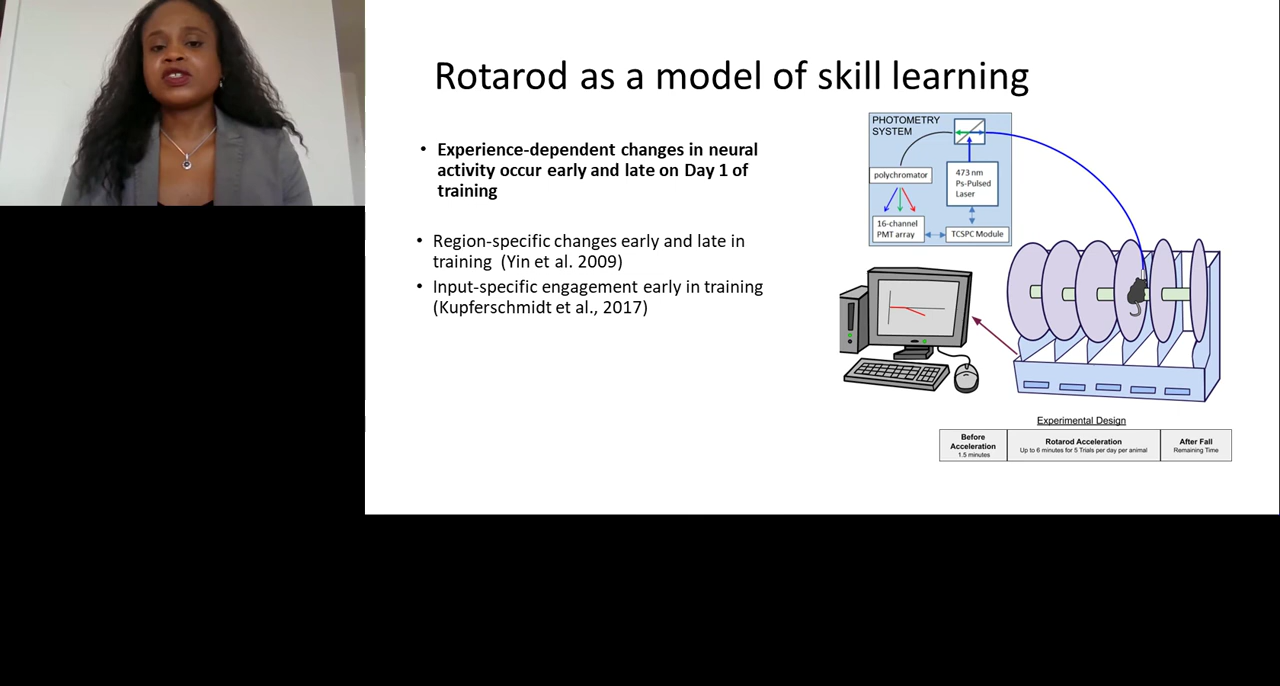 Rotarod as a model of skill learning
• Experience-dependent changes in neural
activity occur early and late on Day 1 of
training
• Region-specific changes early and late in
training (Yin et al. 2009)
• Input-specific engagement early in training
(Kupferschmidt et al., 2017)
PHOTOMETRY
SYSTEM
polychromator
473 nm
Ps-Pulsed
Laser
16-channel
PMT array
TCSPC Module
Experimental Design
Before
Acceleration
1.5 minutes
Rotarod Acceleration
Up to 6 minutes for 5 Trials per day per animal
After Fall
Remaining Time